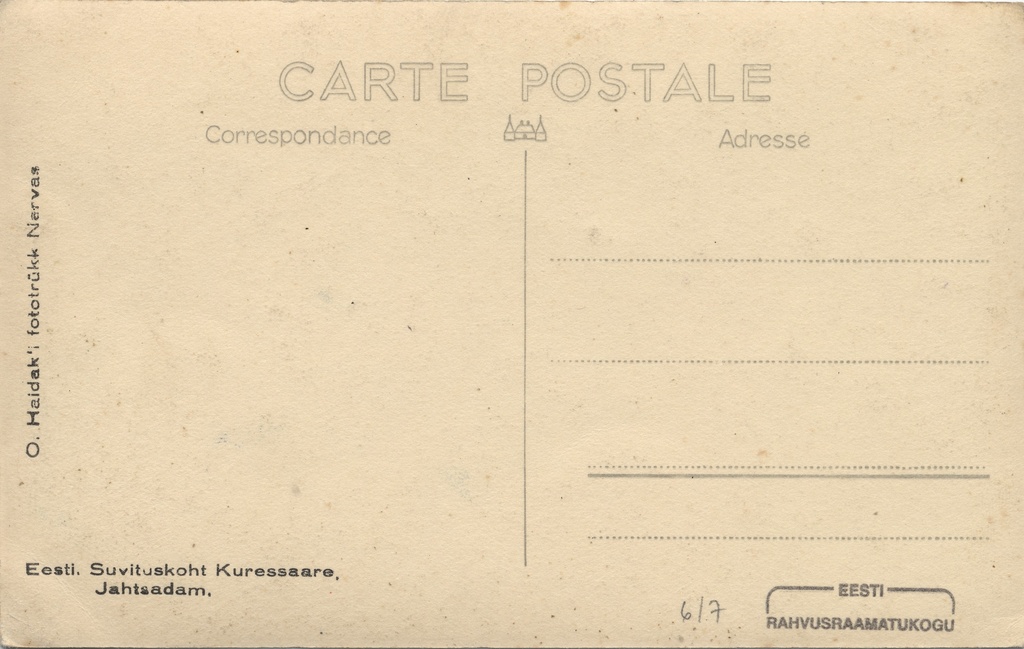 CARTE POSTALE
Correspondance
Adresse
O. Haidak'i fototrükk Narvas
Eesti. Suvituskoht Kuressaare,
Jahtsadam.
6/7
EESTI
RAHVUSRAAMATUKOGU